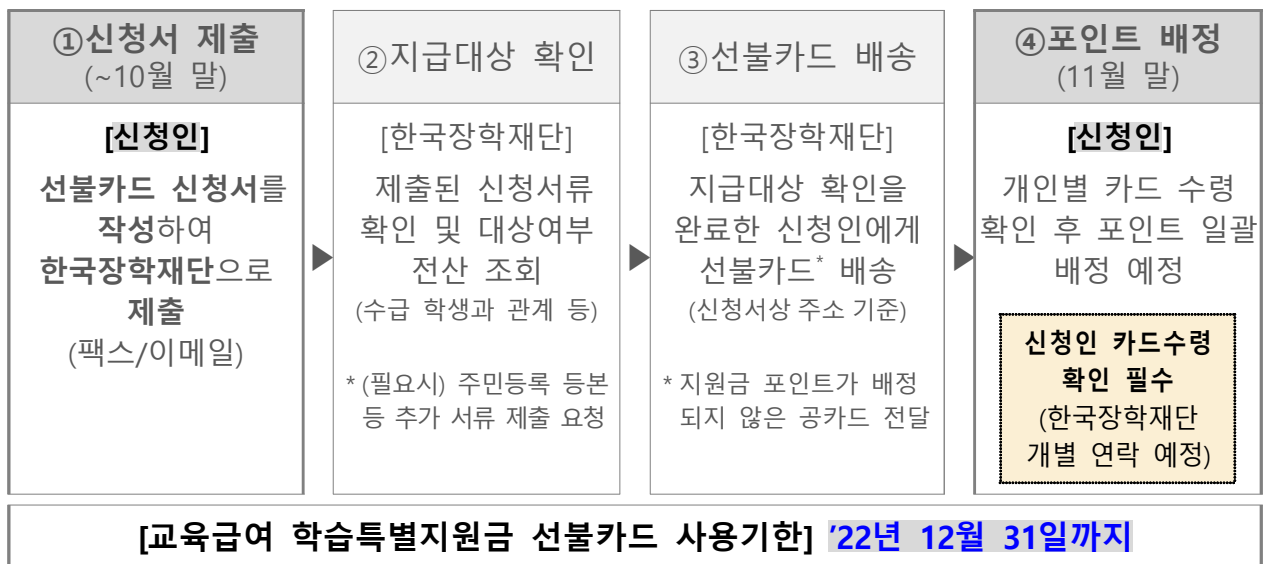 ①신청서 제출
(~10월 말)
[신청인]
선불카드 신청서를
작성하여
한국장학재단으로
제출
(팩스/이메일)
②지급대상 확인
[한국장학재단]
제출된 신청서류
확인 및 대상여부
전산 조회
(수급 학생과 관계 등)
* (필요시) 주민등록 등본
등 추가 서류 제출 요청
③선불카드 배송
[한국장학재단]
지급대상 확인을
완료한 신청인에게
선불카드* 배송
(신청서상 주소 기준)
* 지원금 포인트가 배정
되지 않은 공카드 전달
④포인트 배정
(11월 말)
[신청인]
개인별 카드 수령
확인 후 포인트 일괄
배정 예정
신청인 카드수령
확인 필수
(한국장학재단
개별 연락 예정)
[교육급여 학습특별지원금 선불카드 사용기한] ’22년 12월 31일까지